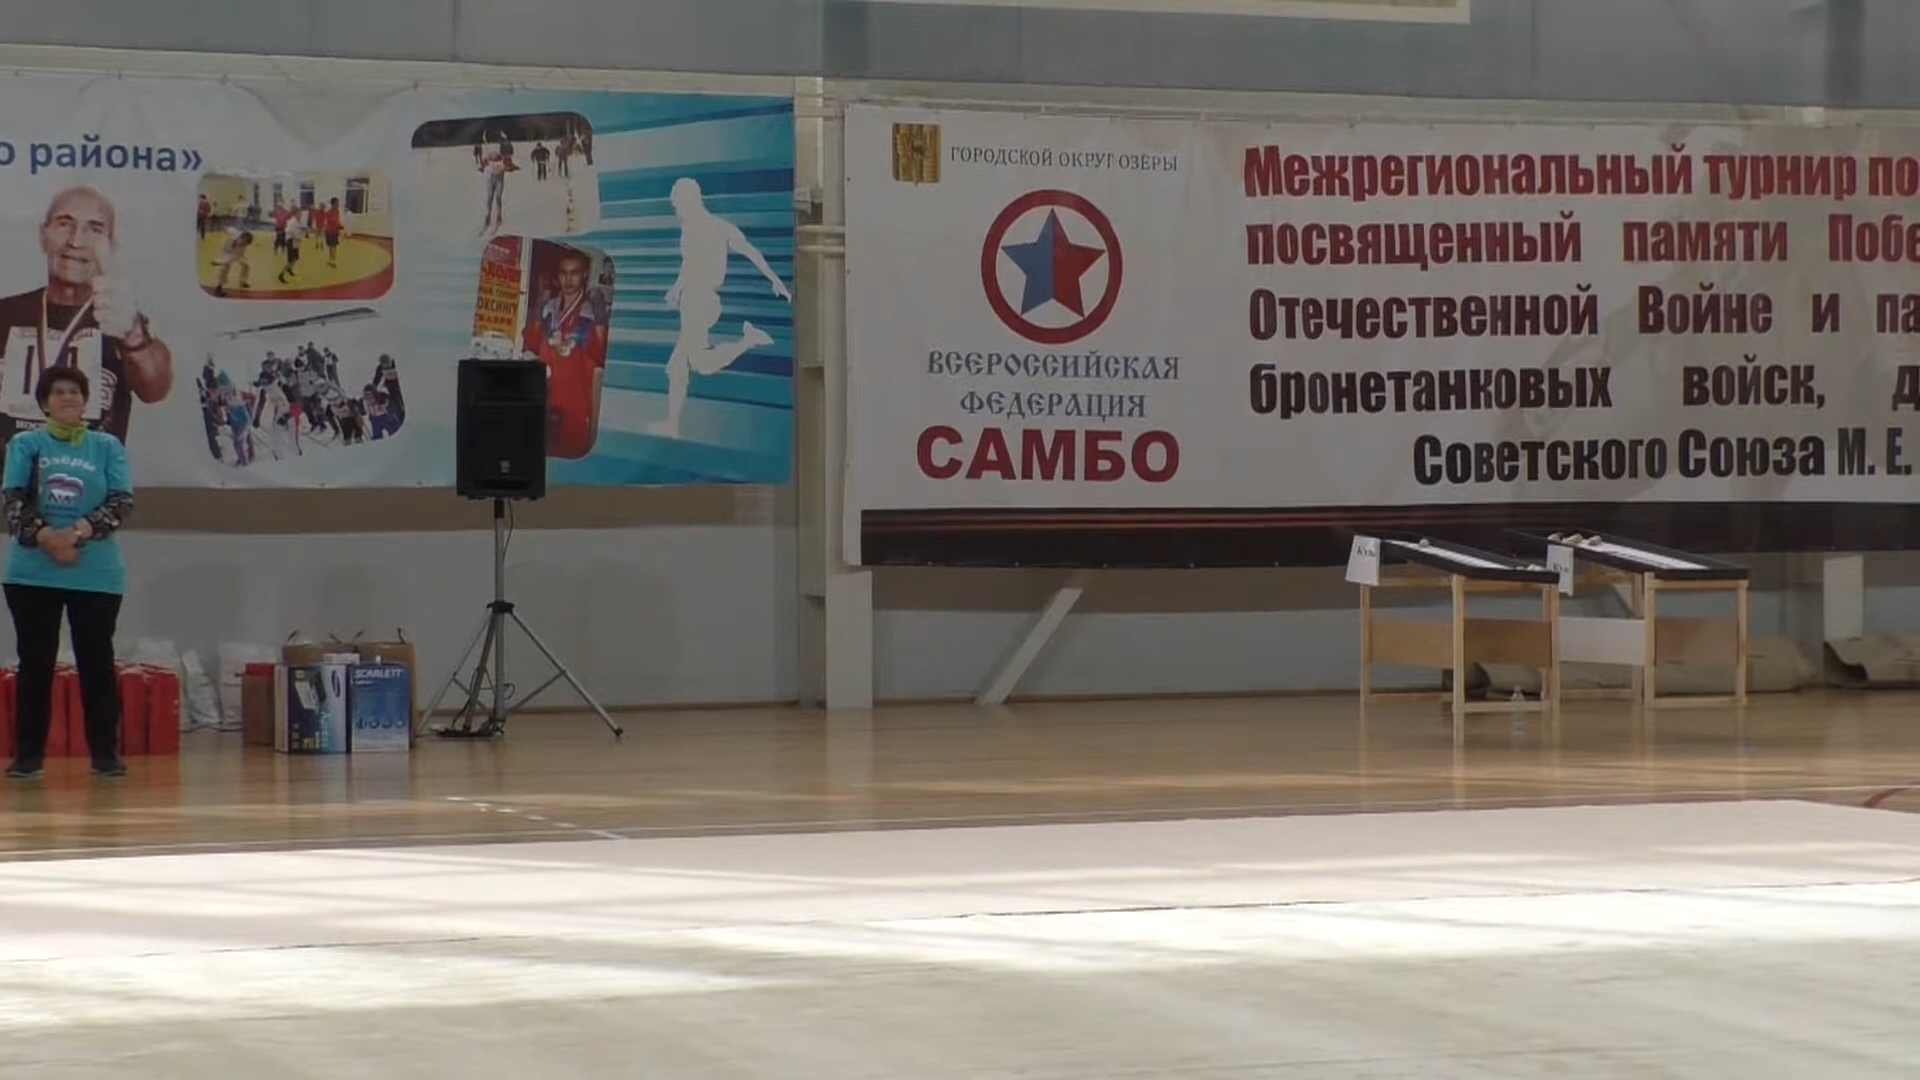 о района»
ГОРОДСКОЙ ОКРУГ ОЗЁРЫ
ВСЕРОССИЙСКАЯ
ФЕДЕРАЦИЯ
САМБО
Межрегиональный турнир по
посвященный памяти Побе
Отечественной Войне и па
бронетанковых войск, д
Советского Союза М. Е.
Озёры
SCARLETT